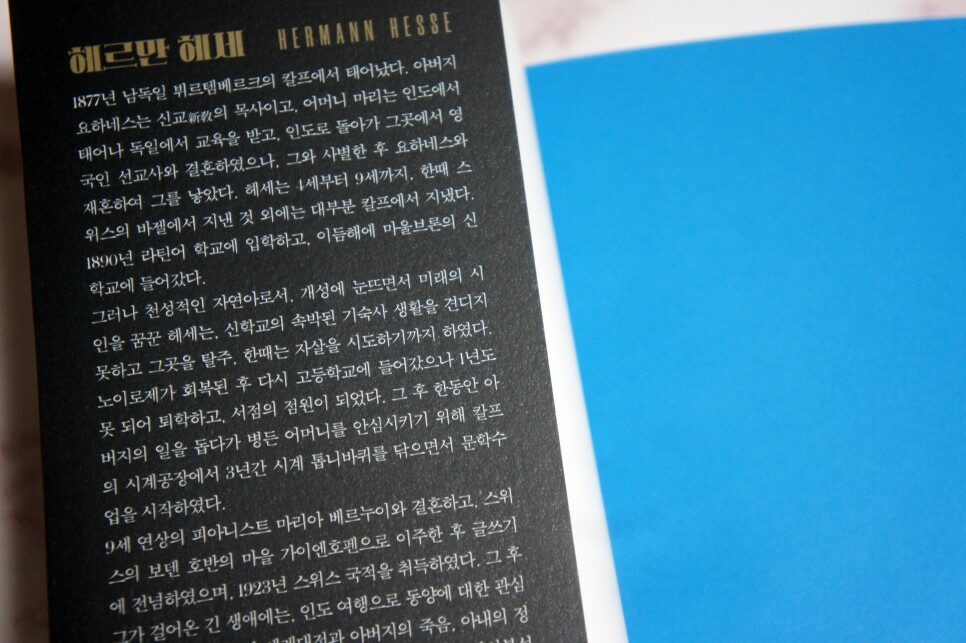 헤르만 헤세 HERMANN HESSE
1877년 남독일 뷔르템베르크의 칼프에서 태어났다. 아버지
요하네스는 신교新敎의 목사이고, 어머니 마리는 인도에서
태어나 독일에서 교육을 받고, 인도로 돌아가 그곳에서 영
국인 선교사와 결혼하였으나, 그와 사별한 후 요하네스와
재혼하여 그를 낳았다. 헤세는 4세부터 9세까지, 한때 스
위스의 바젤에서 지낸 것 외에는 대부분 칼프에서 지냈다.
1890년 라틴어 학교에 입학하고, 이듬해에 마울브론의 신
학교에 들어갔다.
그러나 천성적인 자연아로서, 개성에 눈뜨면서 미래의 시
인을 꿈꾼 헤세는, 신학교의 속박된 기숙사 생활을 견디지
못하고 그곳을 탈주, 한때는 자살을 시도하기까지 하였다.
노이로제가 회복된 후 다시 고등학교에 들어갔으나 1년도
못 되어 퇴학하고, 서점의 점원이 되었다. 그 후 한동안 아
버지의 일을 돕다가 병든 어머니를 안심시키기 위해 칼프
의 시계공장에서 3년간 시계 톱니바퀴를 닦으면서 문학수
업을 시작하였다.
9세 연상의 피아니스트 마리아 베르누이와 결혼하고, 스위
스의 보덴 호반의 마을 가이엔호펜으로 이주한 후 글쓰기
에 전념하였으며, 1923년 스위스 국적을 취득하였다. 그 후
그가 걸어온 긴 생애에는, 인도 여행으로 동양에 대한 관심
세계대전과 아버지의 죽음, 아내의 정